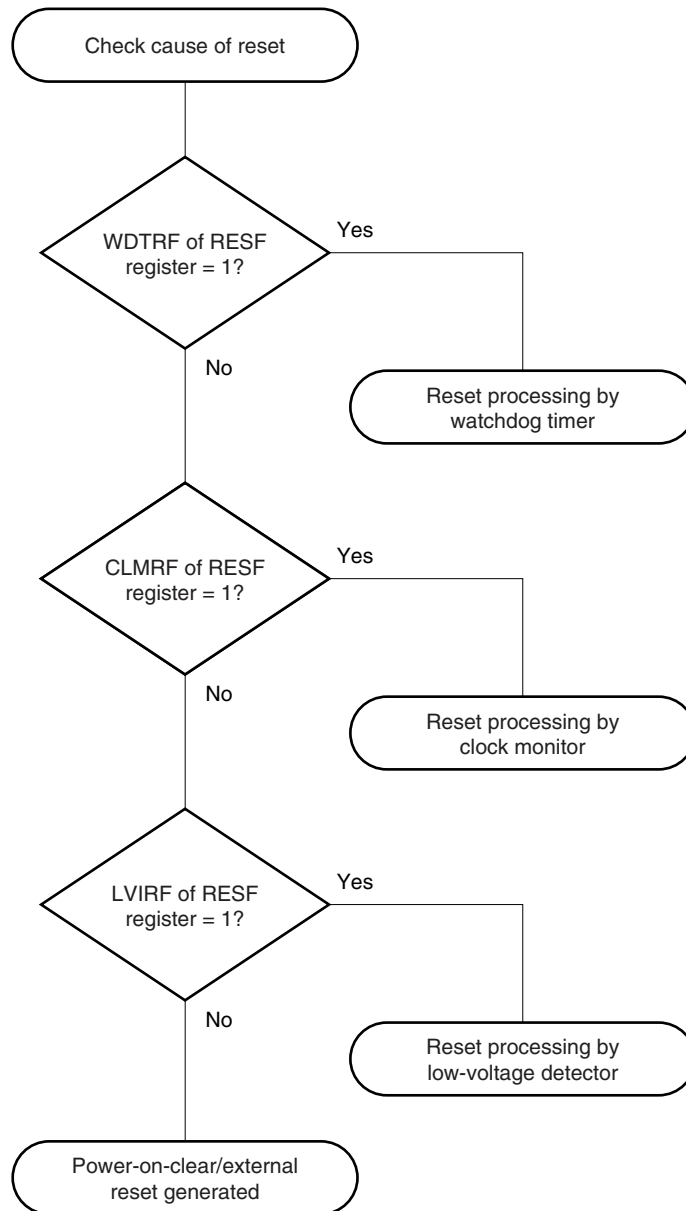 Check cause of reset
WDTRF of RESF
register = 1?
Yes
No
Reset processing by
watchdog timer
CLMRF of RESF
register = 1?
Yes
No
Reset processing by
clock monitor
LVIRF of RESF
register = 1?
Yes
No
Reset processing by
low-voltage detector
Power-on-clear/external
reset generated